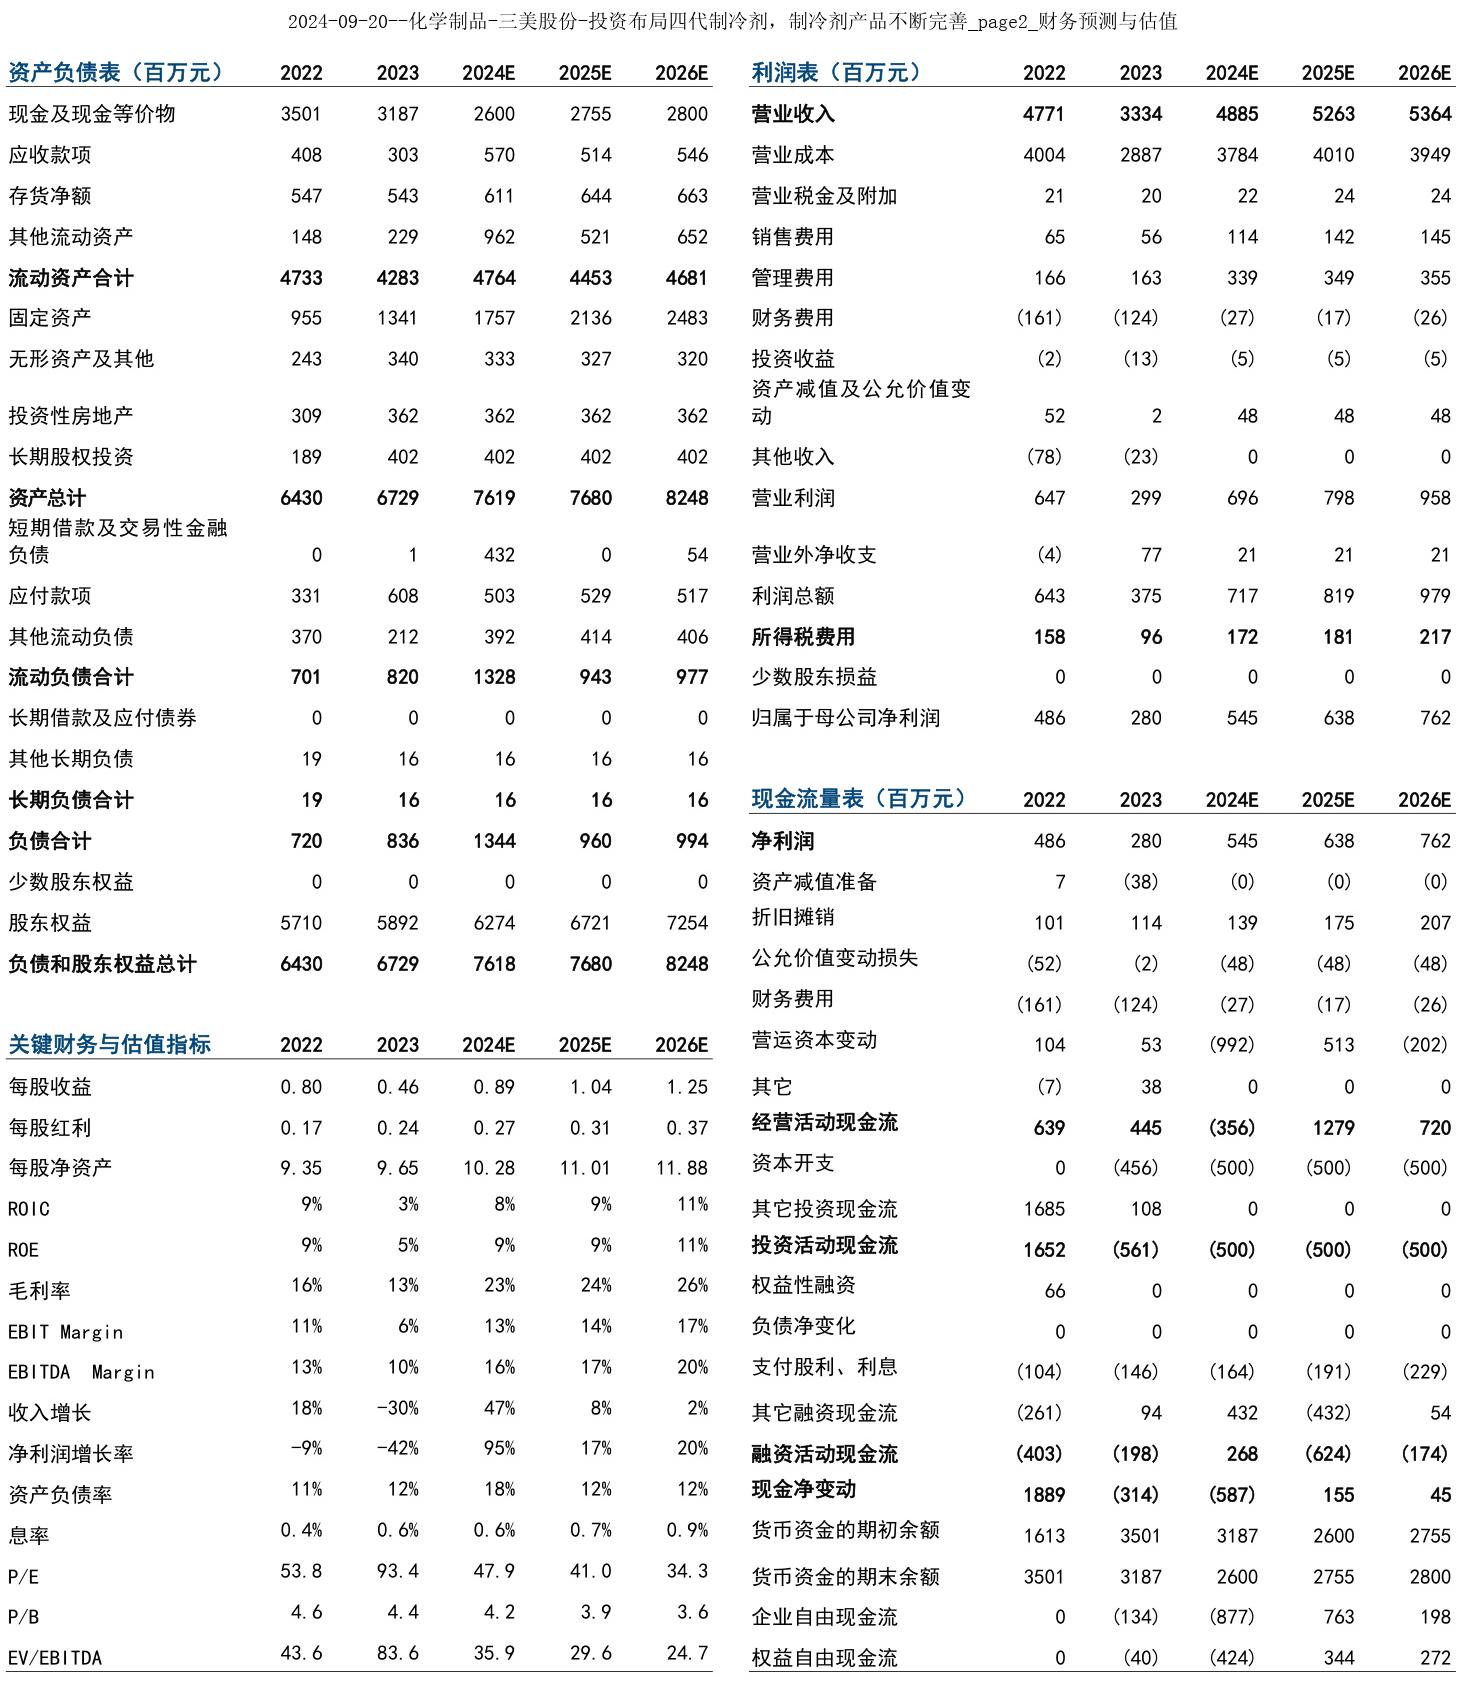 2024-09-20--化学制品-三美股份-投资布局四代制冷剂，制冷剂产品不断完善_page2_财务预测与估值
资产负债表（百万元） 2022 2023 2024E 2025E 2026E
现金及现金等价物 3501 3187 2600 2755 2800
应收款项 408 303 570 514 546
存货净额 547 543 611 644 663
其他流动资产 148 229 962 521 652
流动资产合计 4733 4283 4764 4453 4681
固定资产 955 1341 1757 2136 2483
无形资产及其他 243 340 333 327 320
投资性房地产 309 362 362 362 362
长期股权投资 189 402 402 402 402
资产总计 6430 6729 7619 7680 8248
短期借款及交易性金融
负债 0 1 432 0 54
应付款项 331 608 503 529 517
其他流动负债 370 212 392 414 406
流动负债合计 701 820 1328 943 977
长期借款及应付债券 0 0 0 0 0
其他长期负债 19 16 16 16 16
长期负债合计 19 16 16 16 16
负债合计 720 836 1344 960 994
少数股东权益 0 0 0 0 0
股东权益 5710 5892 6274 6721 7254
负债和股东权益总计 6430 6729 7618 7680 8248
关键财务与估值指标 2022 2023 2024E 2025E 2026E
每股收益 0.80 0.46 0.89 1.04 1.25
每股红利 0.17 0.24 0.27 0.31 0.37
每股净资产 9.35 9.65 10.28 11.01 11.88
ROIC 9% 3% 8% 9% 11%
ROE 9% 5% 9% 9% 11%
毛利率 16% 13% 23% 24% 26%
EBIT Margin 11% 6% 13% 14% 17%
EBITDA Margin 13% 10% 16% 17% 20%
收入增长 18% -30% 47% 8% 2%
净利润增长率 -9% -42% 95% 17% 20%
资产负债率 11% 12% 18% 12% 12%
息率 0.4% 0.6% 0.6% 0.7% 0.9%
P/E 53.8 93.4 47.9 41.0 34.3
P/B 4.6 4.4 4.2 3.9 3.6
EV/EBITDA 43.6 83.6 35.9 29.6 24.7
利润表（百万元） 2022 2023 2024E 2025E 2026E
营业收入 4771 3334 4885 5263 5364
营业成本 4004 2887 3784 4010 3949
营业税金及附加 21 20 22 24 24
销售费用 65 56 114 142 145
管理费用 166 163 339 349 355
财务费用 (161) (124) (27) (17) (26)
投资收益 (2) (13) (5) (5) (5)
资产减值及公允价值变
动 52 2 48 48 48
其他收入 (78) (23) 0 0 0
营业利润 647 299 696 798 958
营业外净收支 (4) 77 21 21 21
利润总额 643 375 717 819 979
所得税费用 158 96 172 181 217
少数股东损益 0 0 0 0 0
归属于母公司净利润 486 280 545 638 762
现金流量表（百万元） 2022 2023 2024E 2025E 2026E
净利润 486 280 545 638 762
资产减值准备 7 (38) (0) (0) (0)
折旧摊销 101 114 139 175 207
公允价值变动损失 (52) (2) (48) (48) (48)
财务费用 (161) (124) (27) (17) (26)
营运资本变动 104 53 (992) 513 (202)
其它 (7) 38 0 0 0
经营活动现金流 639 445 (356) 1279 720
资本开支 0 (456) (500) (500) (500)
其它投资现金流 1685 108 0 0 0
投资活动现金流 1652 (561) (500) (500) (500)
权益性融资 66 0 0 0 0
负债净变化 0 0 0 0 0
支付股利、利息 (104) (146) (164) (191) (229)
其它融资现金流 (261) 94 432 (432) 54
融资活动现金流 (403) (198) 268 (624) (174)
现金净变动 1889 (314) (587) 155 45
货币资金的期初余额 1613 3501 3187 2600 2755
货币资金的期末余额 3501 3187 2600 2755 2800
企业自由现金流 0 (134) (877) 763 198
权益自由现金流 0 (40) (424) 344 272